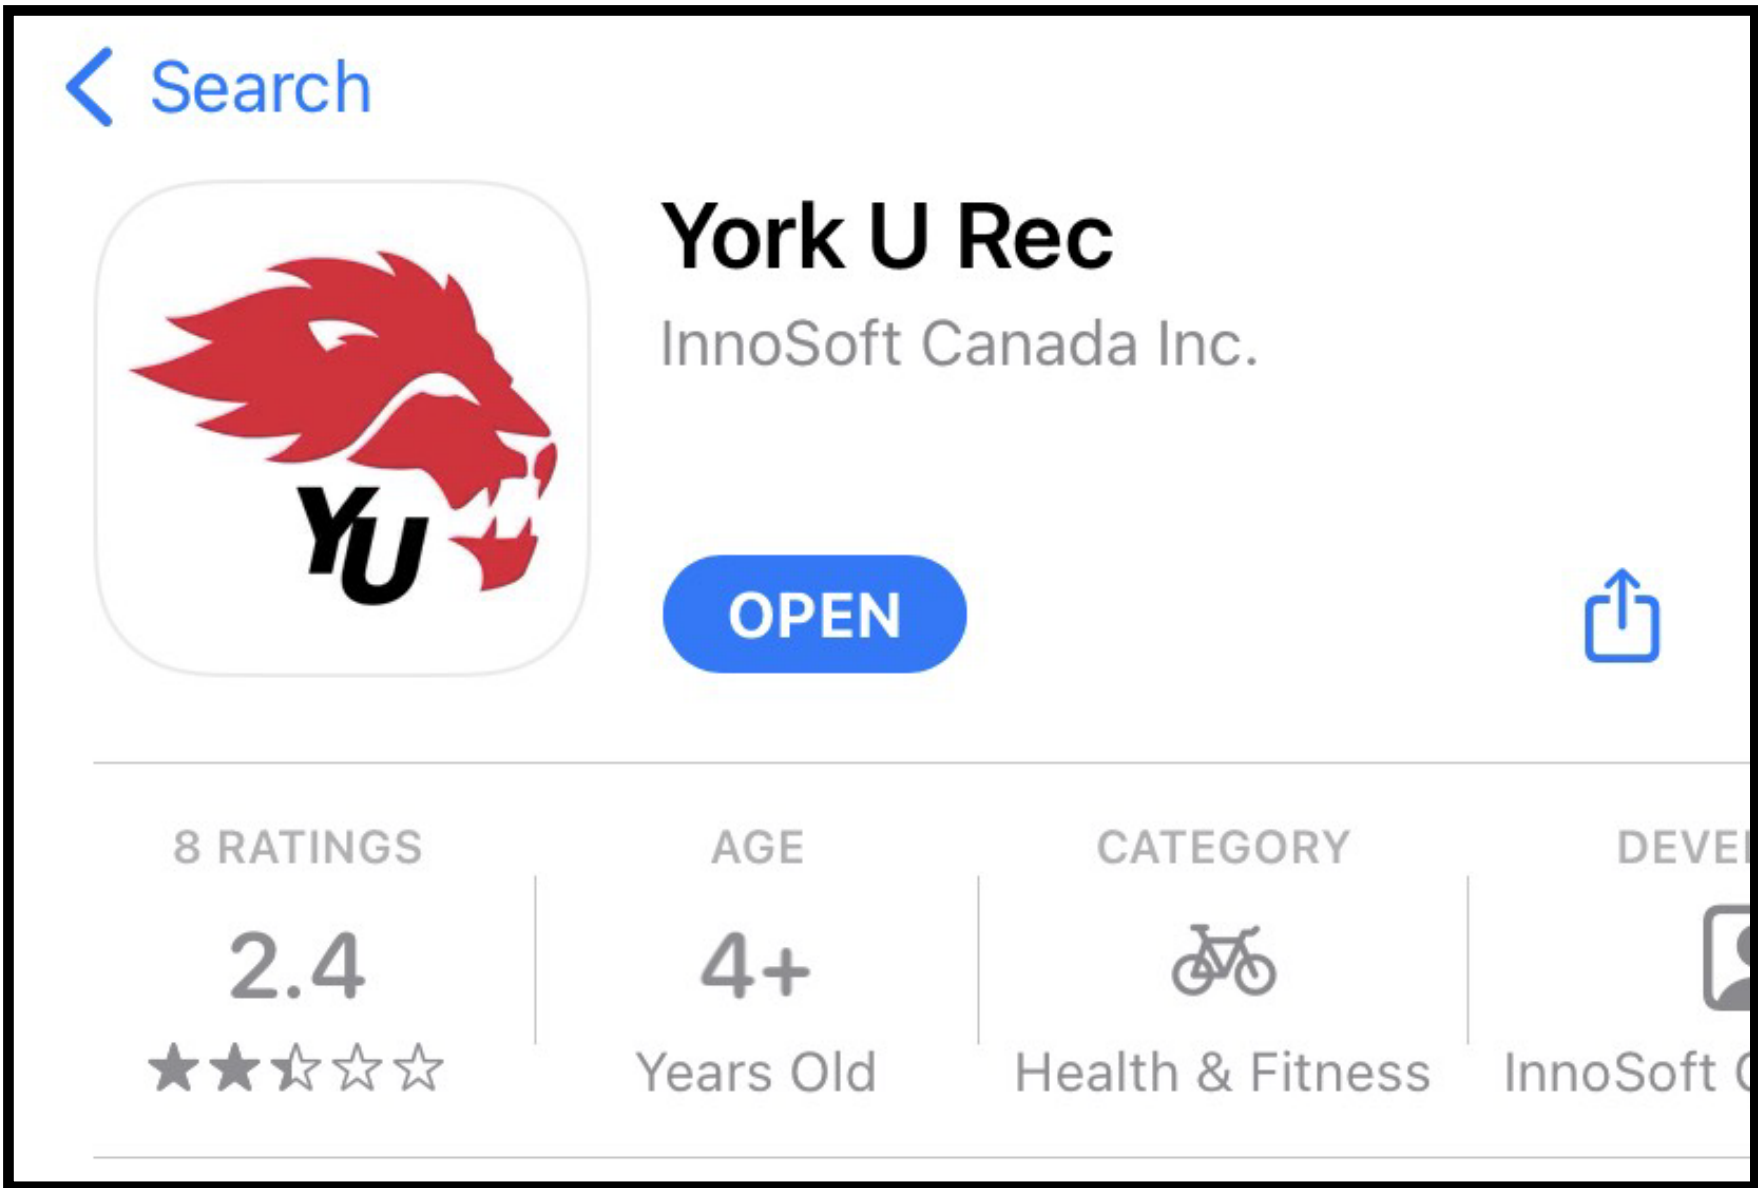 Search
York U Rec
InnoSoft Canada Inc.
YU
OPEN
8 RATINGS
AGE
CATEGORY
2.4
4+
Years Old
Health & Fitness
InnoSoft